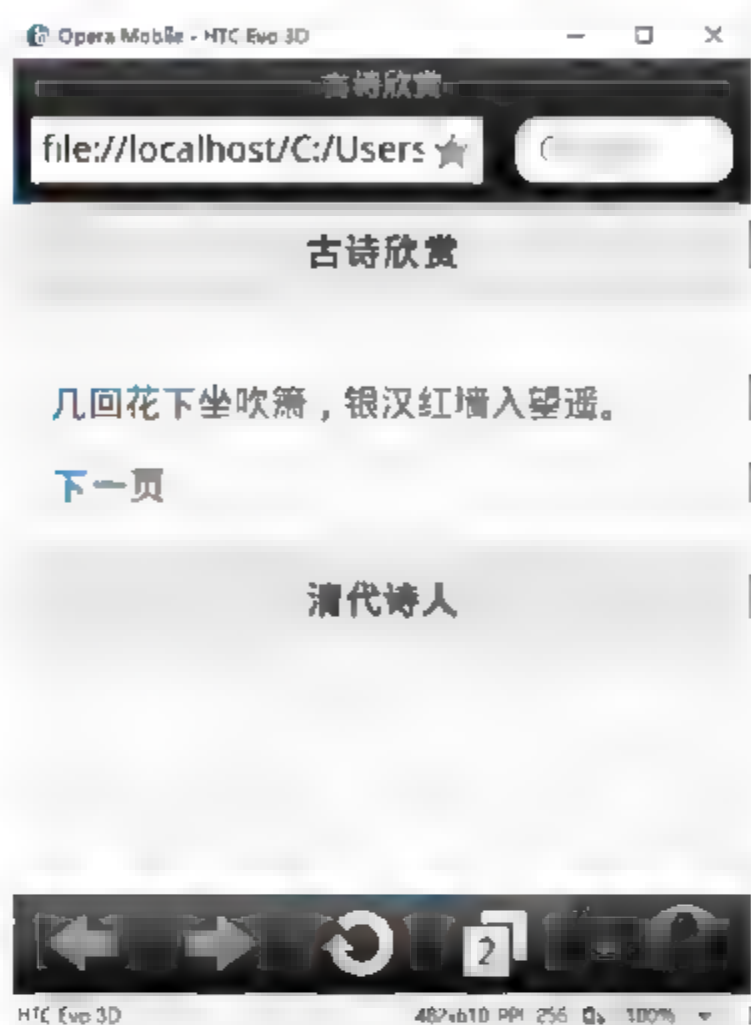 Opera Mobile - HTC Evo 3D
古诗欣赏
file://localhost/C:/Users
古诗欣赏
几回花下坐吹箫，银汉红墙入望遥。
下一页
清代诗人
2
HTC Evo 3D
PPI 256 100%